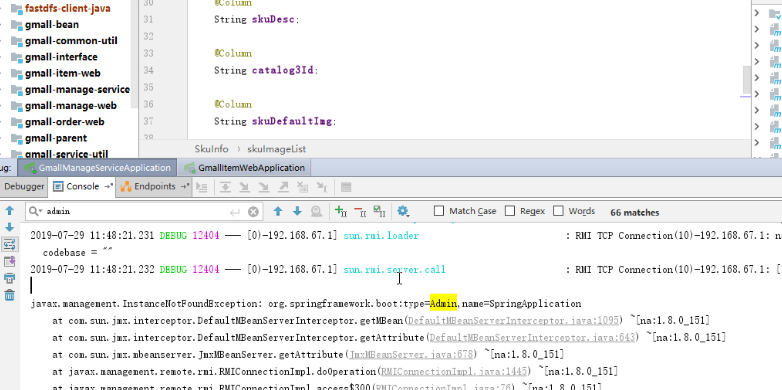 fastdfs-client-java
gmall-bean
gmall-common-util
gmall-interface
gmall-item-web
gmall-manage-service
gmall-manage-web
gmall-order-web
gmall-parent
gmall-service-util
30 @Column
31 String skuDesc;
32
33 @Column
34 String catalog3Id;
35
36 @Column
37 String skuDefaultImg;
38
SkuInfo › skuImageList
ug: GmallManageServiceApplication GmallItemWebApplication
Debugger Console Endpoints
admin Match Case Regex Words 66 matches
2019-07-29 11:48:21.231 DEBUG 12404 --- [0)-192.168.67.1] sun.rmi.loader : RMI TCP Connection(10)-192.168.67.1: na
codebase = ""
2019-07-29 11:48:21.232 DEBUG 12404 --- [0)-192.168.67.1] sun.rmi.server.call : RMI TCP Connection(10)-192.168.67.1: [
javax.management.InstanceNotFoundException: org.springframework.boot:type=Admin,name=SpringApplication
at com.sun.jmx.interceptor.DefaultMBeanServerInterceptor.getMBean(DefaultMBeanServerInterceptor.java:1095) ~[na:1.8.0_151]
at com.sun.jmx.interceptor.DefaultMBeanServerInterceptor.getAttribute(DefaultMBeanServerInterceptor.java:643) ~[na:1.8.0_151]
at com.sun.jmx.mbeanserver.JmxMBeanServer.getAttribute(JmxMBeanServer.java:678) ~[na:1.8.0_151]
at javax.management.remote.rmi.RMIConnectionImpl.doOperation(RMIConnectionImpl.java:1445) ~[na:1.8.0_151]
at javax.management.remote.rmi.RMIConnectionImpl.access$300(RMIConnectionImpl.java:76) ~[na:1.8.0_151]